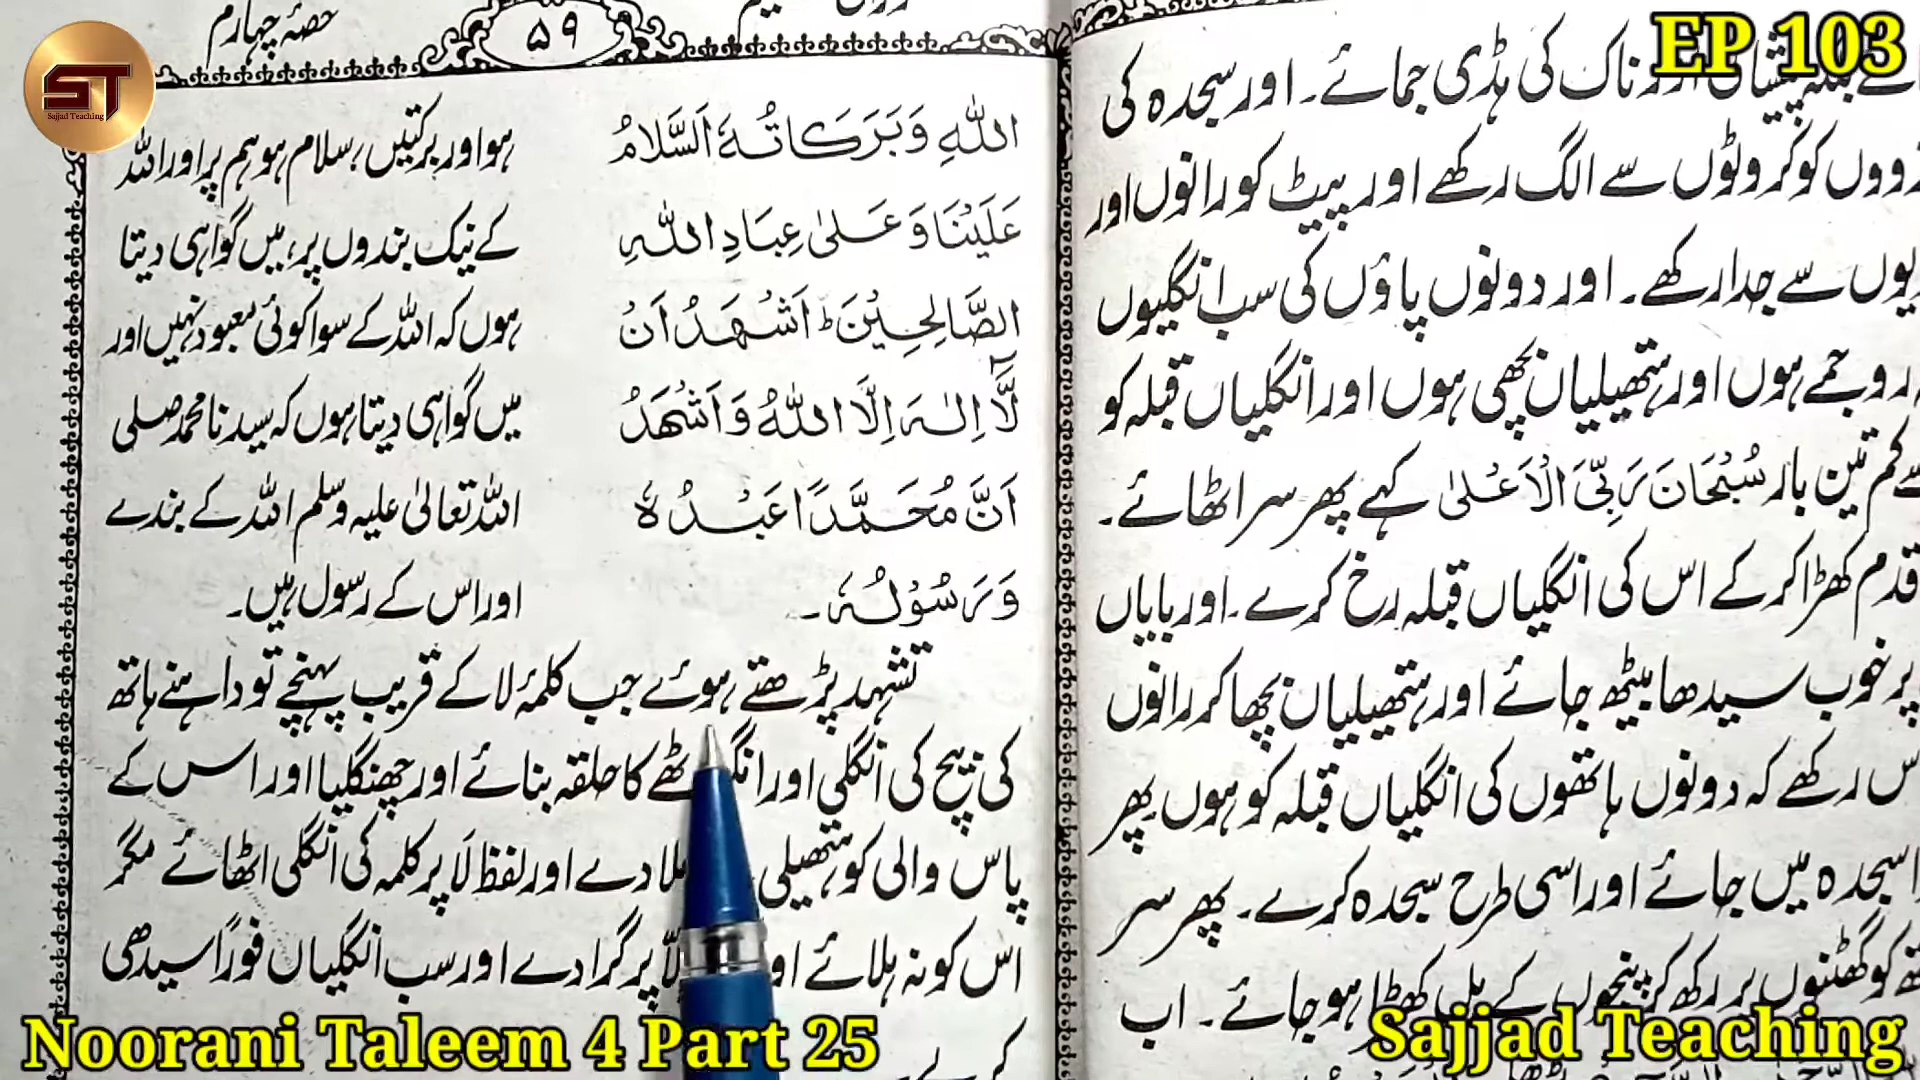 EP 103
ST
Sajjad Teaching
حصہ چہارم
۵۹
اللّٰهِ وَبَرَكَاتُهٗ اَلسَّلَامُ
عَلَيْنَا وَعَلٰى عِبَادِ اللّٰهِ
الصَّالِحِيْنَ ؕ اَشْهَدُ اَنْ
لَّآ اِلٰهَ اِلَّا اللّٰهُ وَاَشْهَدُ
اَنَّ مُحَمَّدًا عَبْدُهٗ
وَرَسُوْلُهٗ ۔
ہو اور برکتیں، سلام ہو ہم پر اور اللہ
کے نیک بندوں پر، میں گواہی دیتا
ہوں کہ اللہ کے سوا کوئی معبود نہیں اور
میں گواہی دیتا ہوں کہ سیدنا محمد صلی
اللہ تعالیٰ علیہ وسلم اللہ کے بندے
اور اس کے رسول ہیں۔
تشہد پڑھتے ہوئے جب کلمۂ لا کے قریب پہنچے تو داہنے ہاتھ
کی بیچ کی انگلی اور انگوٹھے کا حلقہ بنائے اور چھنگلیا اور اس کے
پاس والی کو ہتھیلی ملا دے اور لفظ لَا پر کلمہ کی انگلی اٹھائے مگر
اس کو نہ ہلائے اور لَّا پر گرا دے اور سب انگلیاں فوراً سیدھی
ناک کی ہڈی جمائے۔ اور سجدہ کی
کو کروٹوں سے الگ رکھے اور پیٹ کو رانوں اور
سے جدا رکھے۔ اور دونوں پاؤں کی سب انگلیوں
جمے ہوں اور ہتھیلیاں بچھی ہوں اور انگلیاں قبلہ کو
کم تین بار سُبْحَانَ رَبِّیَ الْاَعْلٰی کہے پھر سر اٹھائے۔
قدم کھڑا کر کے اس کی انگلیاں قبلہ رخ کرے۔ اور بایاں
پر خوب سیدھا بیٹھ جائے اور ہتھیلیاں بچھا کر رانوں
رکھے کہ دونوں ہاتھوں کی انگلیاں قبلہ کو ہوں پھر
سجدہ میں جائے اور اسی طرح سجدہ کرے۔ پھر سر
کو گھٹنوں پر رکھ کر پنجوں کے بل کھڑا ہو جائے۔ اب
Noorani Taleem 4 Part 25
Sajjad Teaching